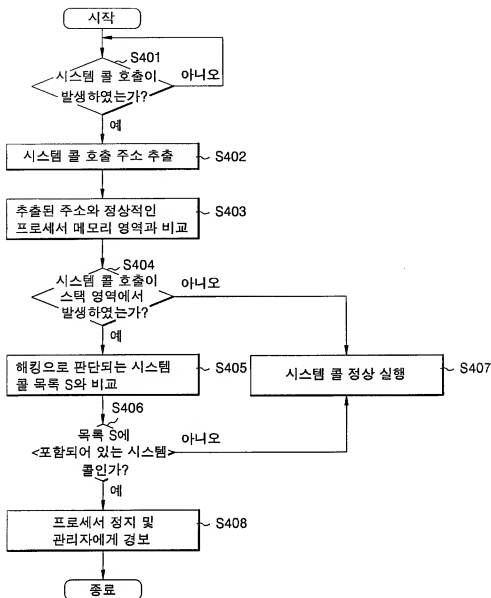 시작
S401
시스템 콜 호출이
발생하였는가?
아니오
예
시스템 콜 호출 주소 추출
S402
추출된 주소와 정상적인
프로세서 메모리 영역과 비교
S403
S404
시스템 콜 호출이
스택 영역에서
발생하였는가?
아니오
예
해킹으로 판단되는 시스템
콜 목록 S와 비교
S405
시스템 콜 정상 실행
S407
S406
목록 S에
포함되어 있는 시스템
콜인가?
아니오
예
프로세서 정지 및
관리자에게 경보
S408
종료